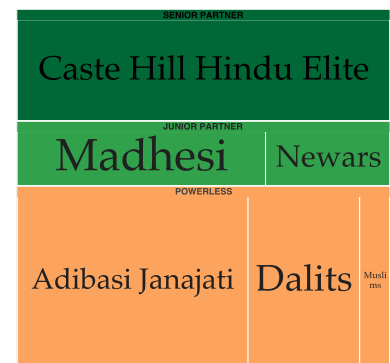 SENIOR PARTNER
Caste Hill Hindu Elite
JUNIOR PARTNER
Madhesi
Newars
POWERLESS
Adibasi Janajati
Dalits
Musli
ms